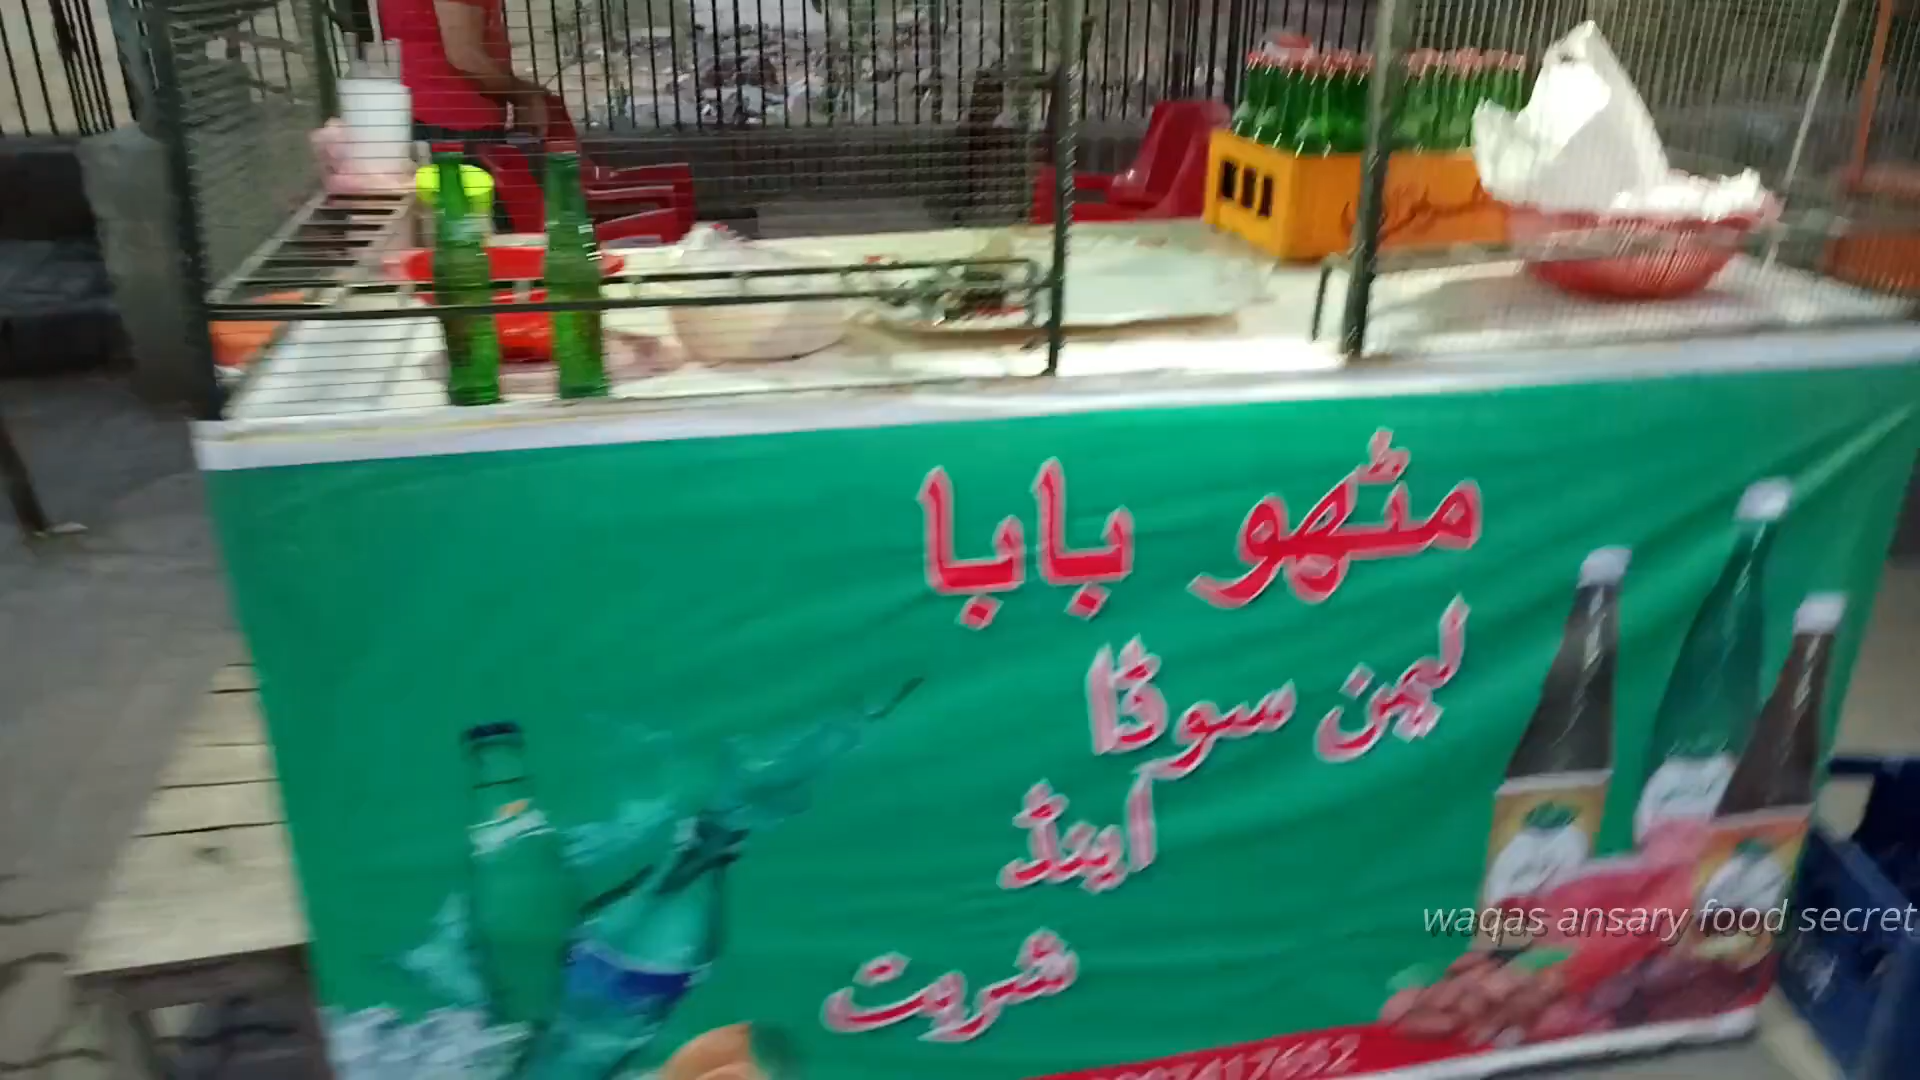 مٹھو بابا
لیمن سوڈا
اینڈ
شربت
waqas ansary food secret